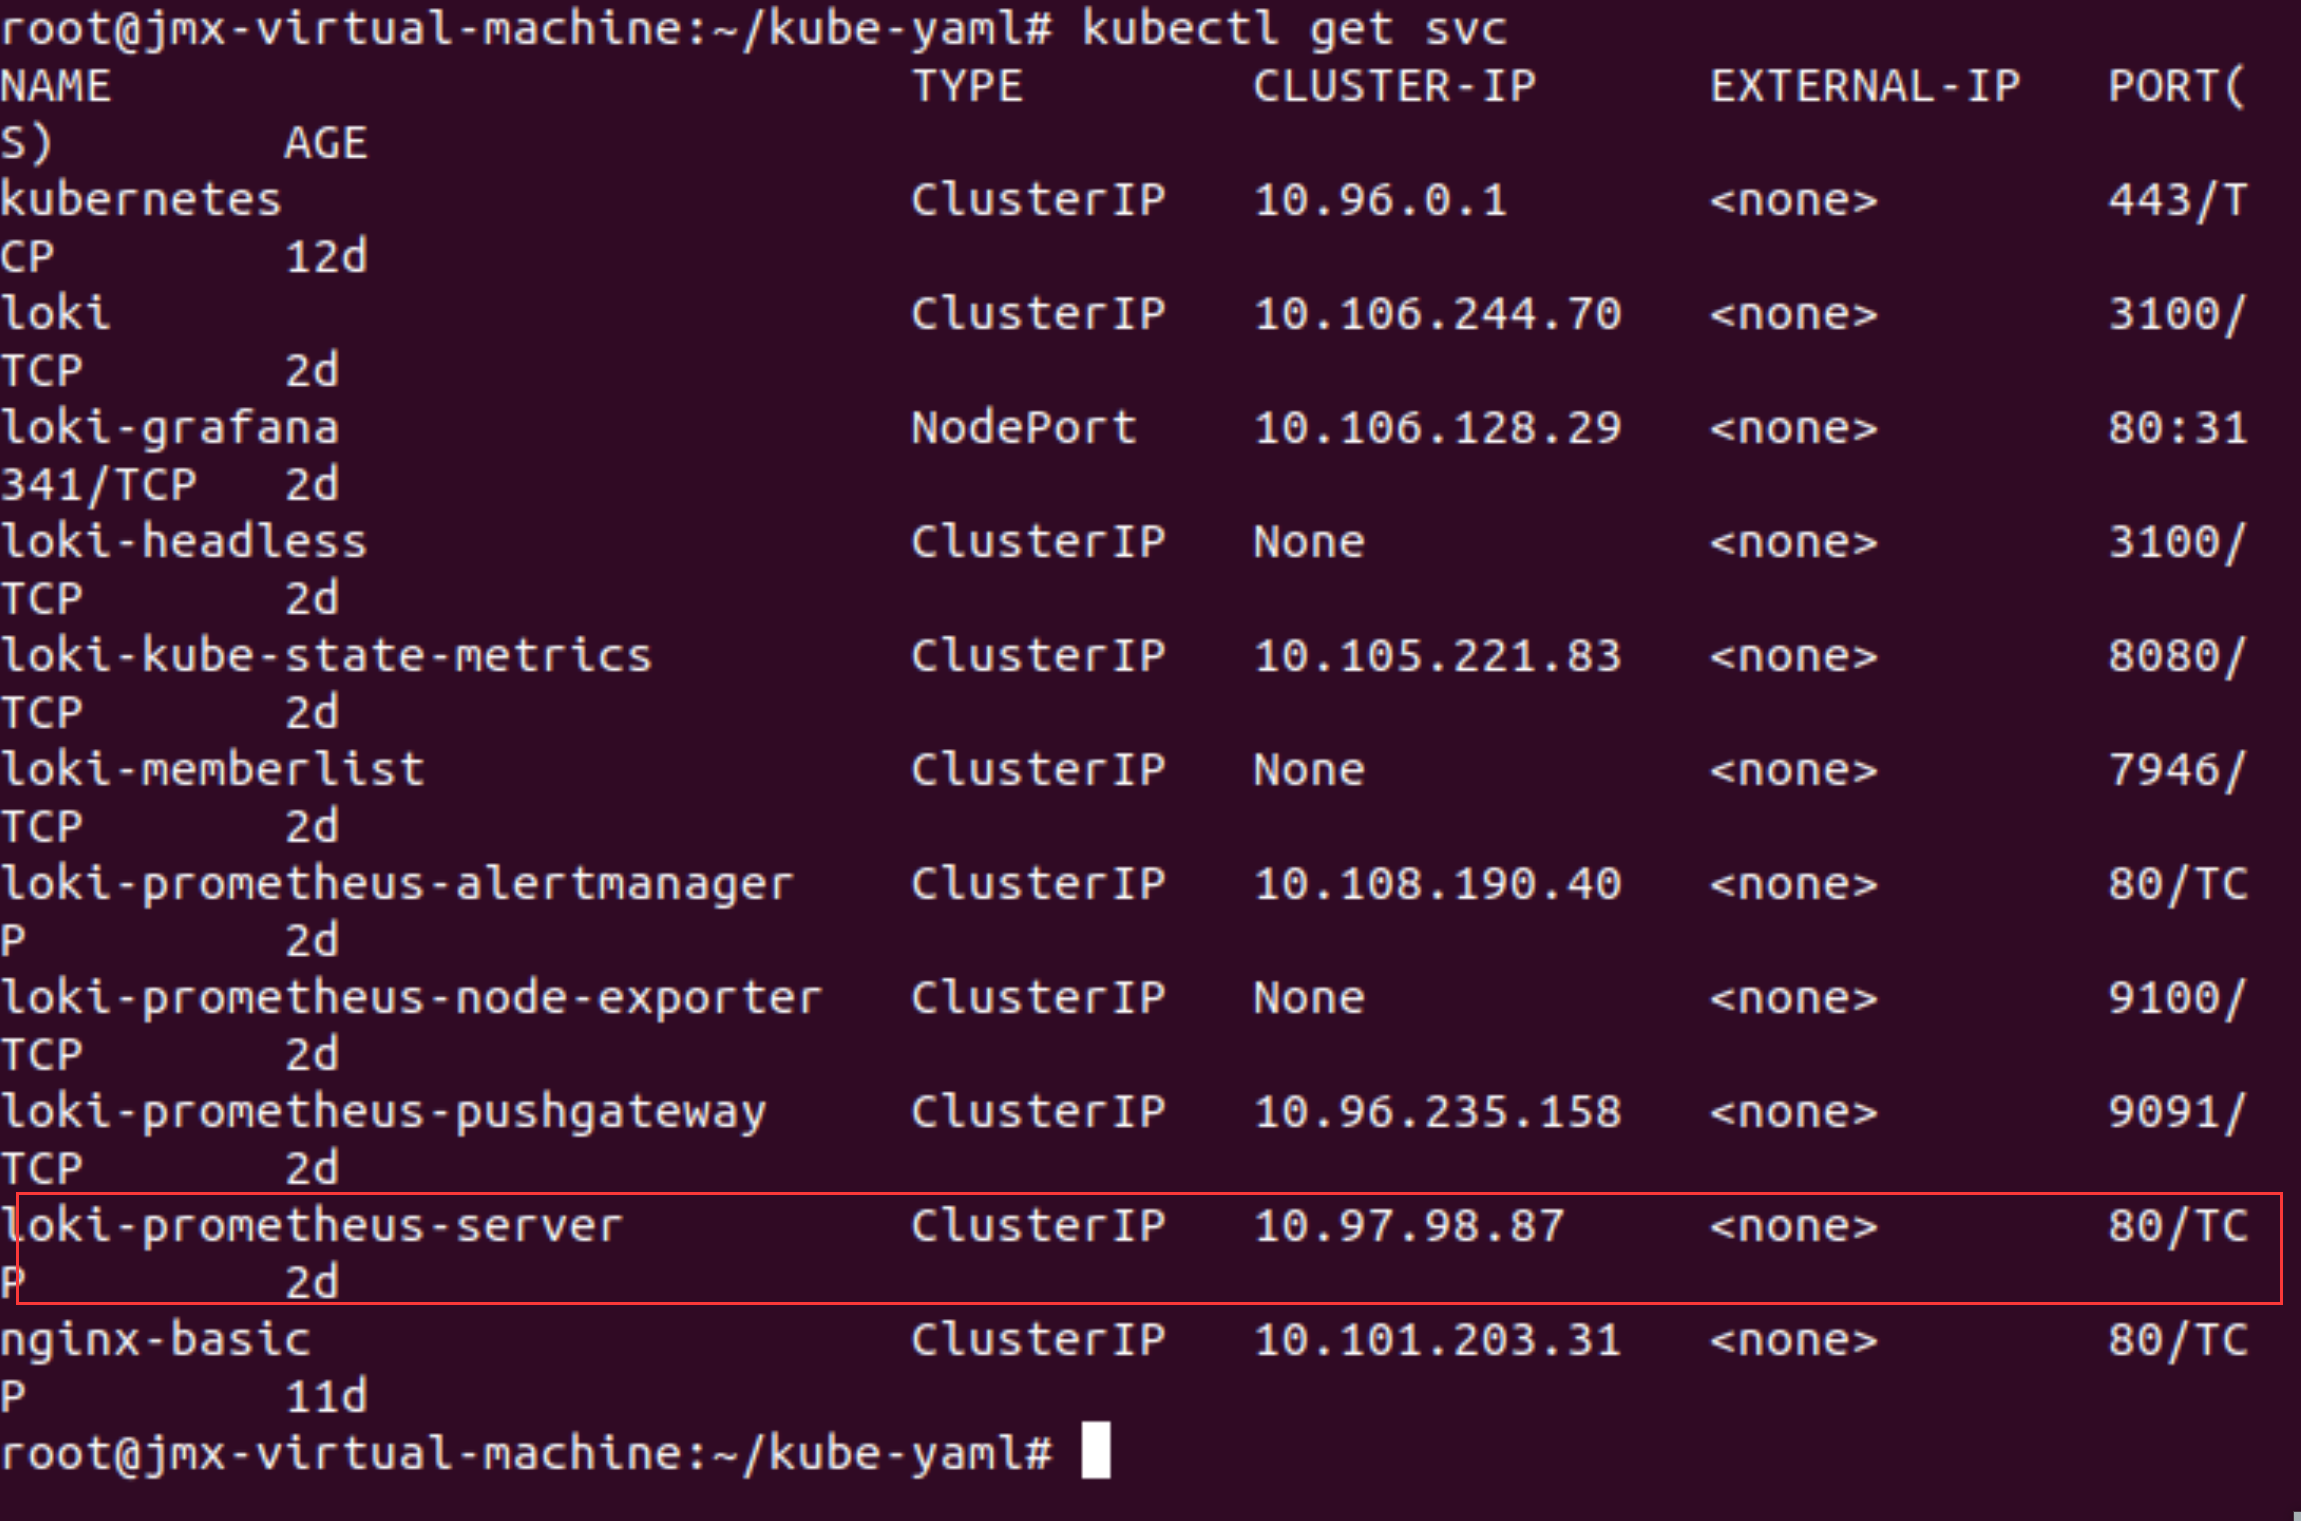 root@jmx-virtual-machine:~/kube-yaml# kubectl get svc
NAME                            TYPE        CLUSTER-IP      EXTERNAL-IP   PORT(
S)        AGE
kubernetes                      ClusterIP   10.96.0.1       <none>        443/T
CP        12d
loki                            ClusterIP   10.106.244.70   <none>        3100/
TCP       2d
loki-grafana                    NodePort    10.106.128.29   <none>        80:31
341/TCP   2d
loki-headless                   ClusterIP   None            <none>        3100/
TCP       2d
loki-kube-state-metrics         ClusterIP   10.105.221.83   <none>        8080/
TCP       2d
loki-memberlist                 ClusterIP   None            <none>        7946/
TCP       2d
loki-prometheus-alertmanager    ClusterIP   10.108.190.40   <none>        80/TC
P         2d
loki-prometheus-node-exporter   ClusterIP   None            <none>        9100/
TCP       2d
loki-prometheus-pushgateway     ClusterIP   10.96.235.158   <none>        9091/
TCP       2d
loki-prometheus-server          ClusterIP   10.97.98.87     <none>        80/TC
P         2d
nginx-basic                     ClusterIP   10.101.203.31   <none>        80/TC
P         11d
root@jmx-virtual-machine:~/kube-yaml#